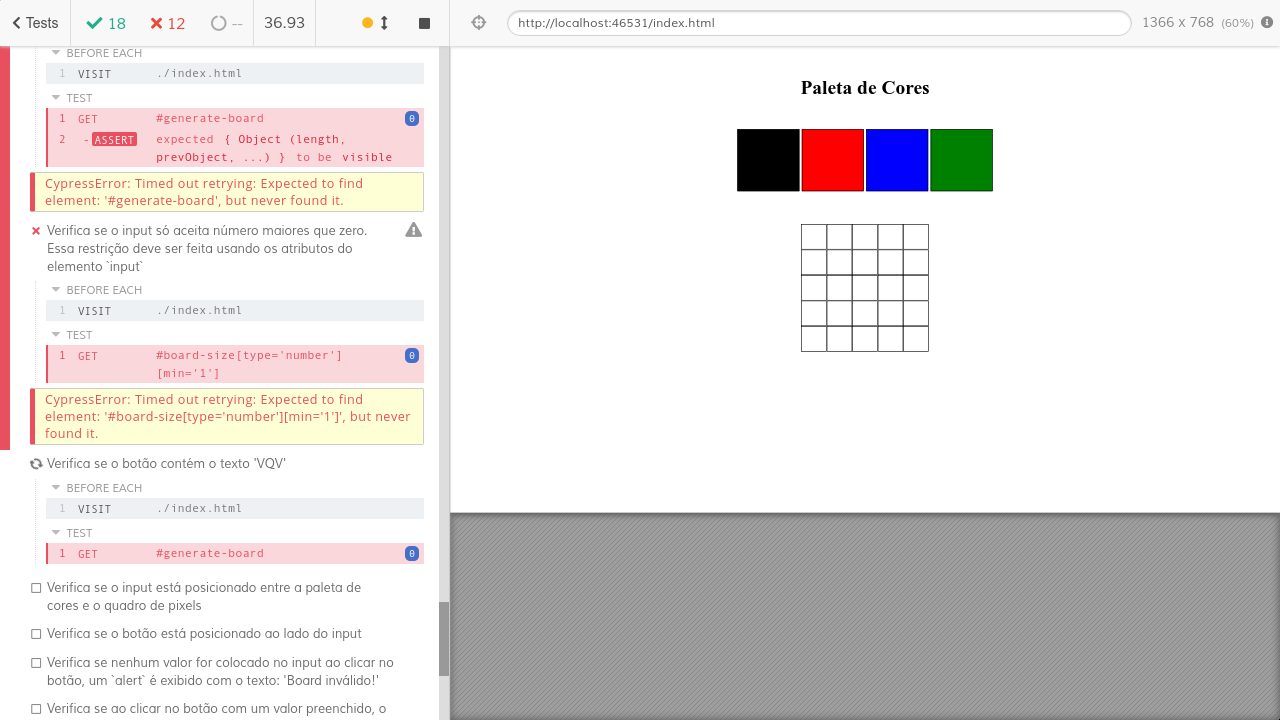 Tests
18
12
--
36.93
http://localhost:46531/index.html
1366 x 768 (60%)
BEFORE EACH
1 VISIT ./index.html
TEST
1 GET #generate-board 0
2 -ASSERT expected { Object (length,
prevObject, ...) } to be visible
CypressError: Timed out retrying: Expected to find
element: '#generate-board', but never found it.
Verifica se o input só aceita número maiores que zero.
Essa restrição deve ser feita usando os atributos do
elemento `input`
BEFORE EACH
1 VISIT ./index.html
TEST
1 GET #board-size[type='number'] 0
[min='1']
CypressError: Timed out retrying: Expected to find
element: '#board-size[type='number'][min='1']', but never
found it.
Verifica se o botão contém o texto 'VQV'
BEFORE EACH
1 VISIT ./index.html
TEST
1 GET #generate-board 0
Verifica se o input está posicionado entre a paleta de
cores e o quadro de pixels
Verifica se o botão está posicionado ao lado do input
Verifica se nenhum valor for colocado no input ao clicar no
botão, um `alert` é exibido com o texto: 'Board inválido!'
Verifica se ao clicar no botão com um valor preenchido, o
Paleta de Cores